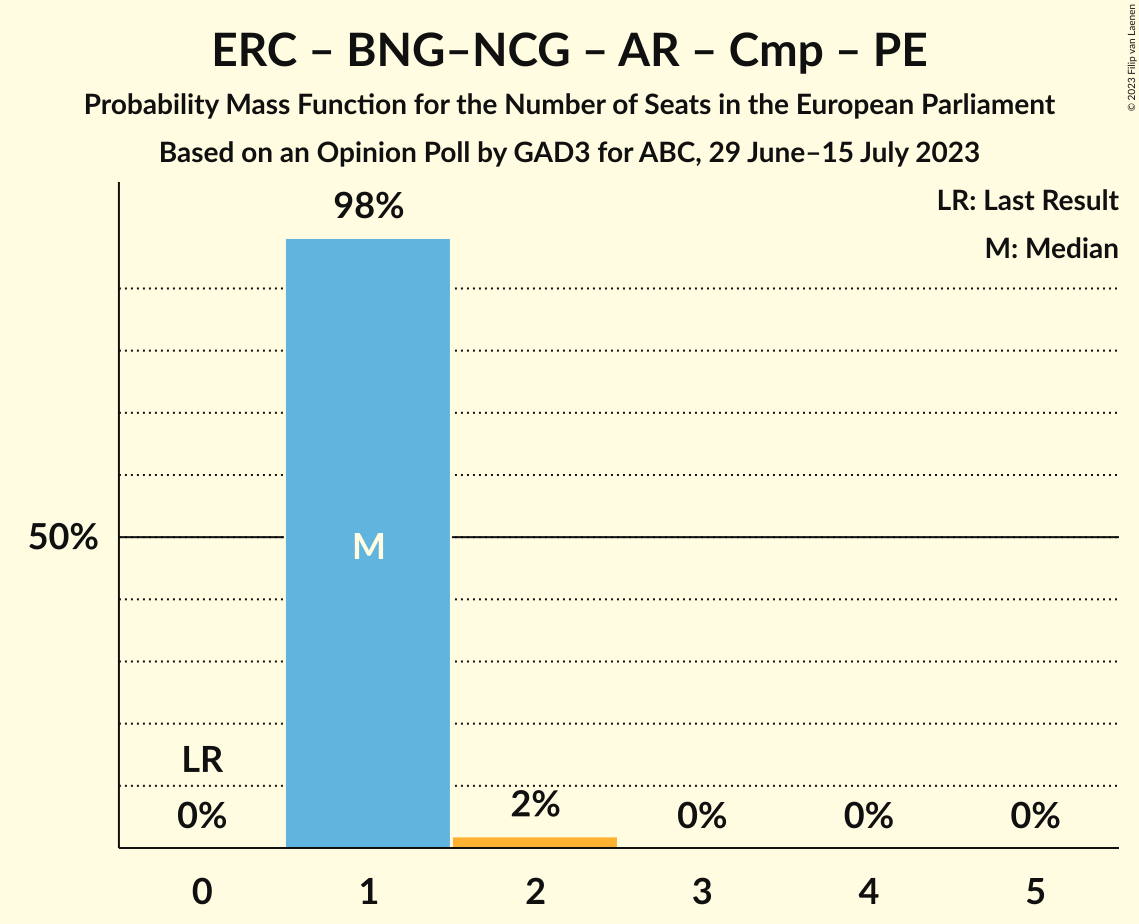 ERC – BNG–NCG – AR – Cmp – PE
Probability Mass Function for the Number of Seats in the European Parliament
Based on an Opinion Poll by GAD3 for ABC, 29 June–15 July 2023
© 2023 Filip van Laenen
LR: Last Result
M: Median
98%
50%
M
LR
0%
2%
0%
0%
0%
0
1
2
3
4
5